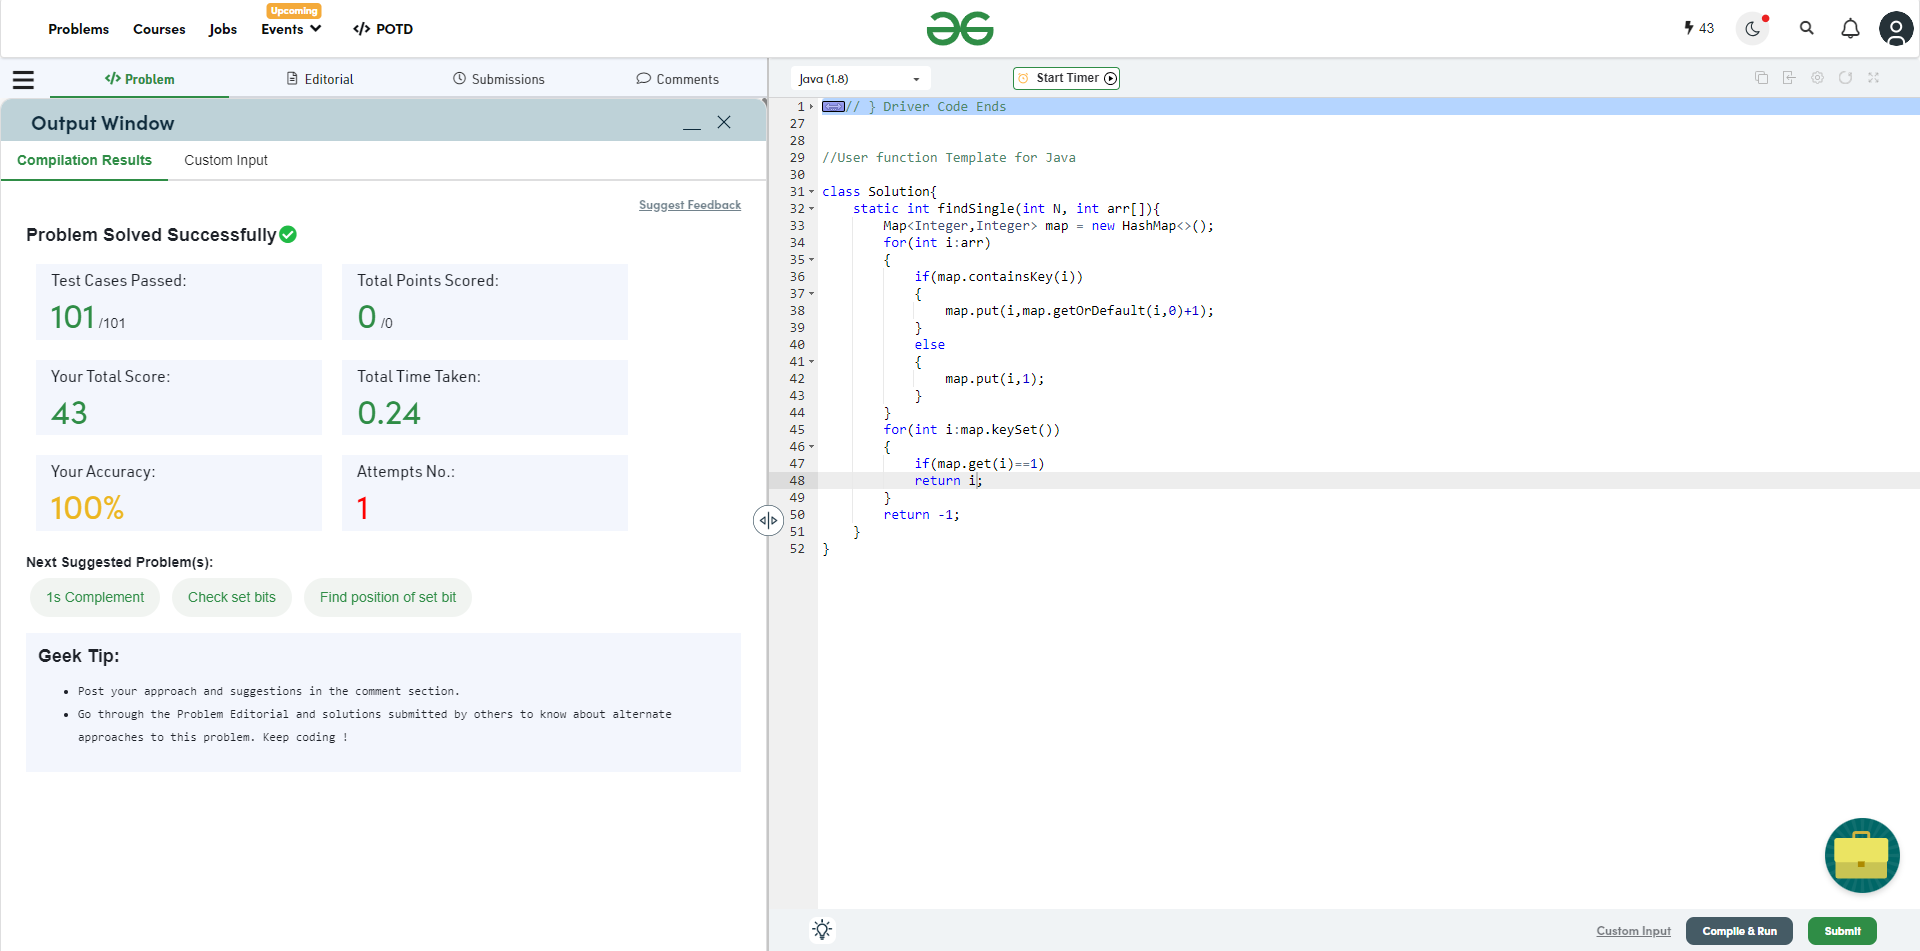 Problems Courses Jobs Upcoming Events </> POTD 43
</> Problem Editorial Submissions Comments
Output Window
Compilation Results Custom Input
Suggest Feedback
Problem Solved Successfully
Test Cases Passed: Total Points Scored:
101 /101 0 /0
Your Total Score: Total Time Taken:
43 0.24
Your Accuracy: Attempts No.:
100% 1
Next Suggested Problem(s):
1s Complement Check set bits Find position of set bit
Geek Tip:
Post your approach and suggestions in the comment section.
Go through the Problem Editorial and solutions submitted by others to know about alternate
approaches to this problem. Keep coding !
Java (1.8) Start Timer
1 // } Driver Code Ends
27
28
29 //User function Template for Java
30
31 class Solution{
32 static int findSingle(int N, int arr[]){
33 Map<Integer,Integer> map = new HashMap<>();
34 for(int i:arr)
35 {
36 if(map.containsKey(i))
37 {
38 map.put(i,map.getOrDefault(i,0)+1);
39 }
40 else
41 {
42 map.put(i,1);
43 }
44 }
45 for(int i:map.keySet())
46 {
47 if(map.get(i)==1)
48 return i;
49 }
50 return -1;
51 }
52 }
Custom Input Compile & Run Submit